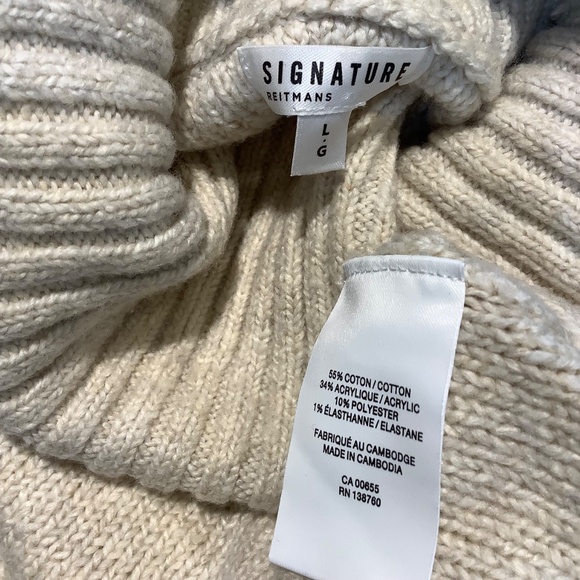 SIGNATURE
REITMANS
L
•
G
55% COTON / COTTON
34% ACRYLIQUE / ACRYLIC
10% POLYESTER
1% ÉLASTHANNE / ELASTANE
FABRIQUÉ AU CAMBODGE
MADE IN CAMBODIA
CA 00655
RN 138760